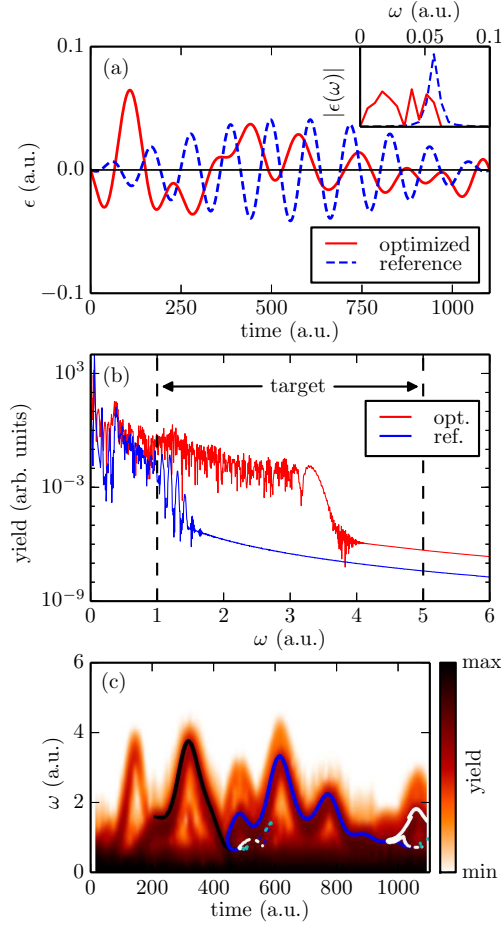 ω (a.u.)
0 0.05 0.1
|ϵ(ω)|
(a)
0.1
0.0
−0.1
ϵ (a.u.)
optimized
reference
0 250 500 750 1000
time (a.u.)
(b)
target
10³
10⁻³
10⁻⁹
yield (arb. units)
opt.
ref.
0 1 2 3 4 5 6
ω (a.u.)
(c)
6
4
2
0
ω (a.u.)
0 200 400 600 800 1000
time (a.u.)
max
yield
min